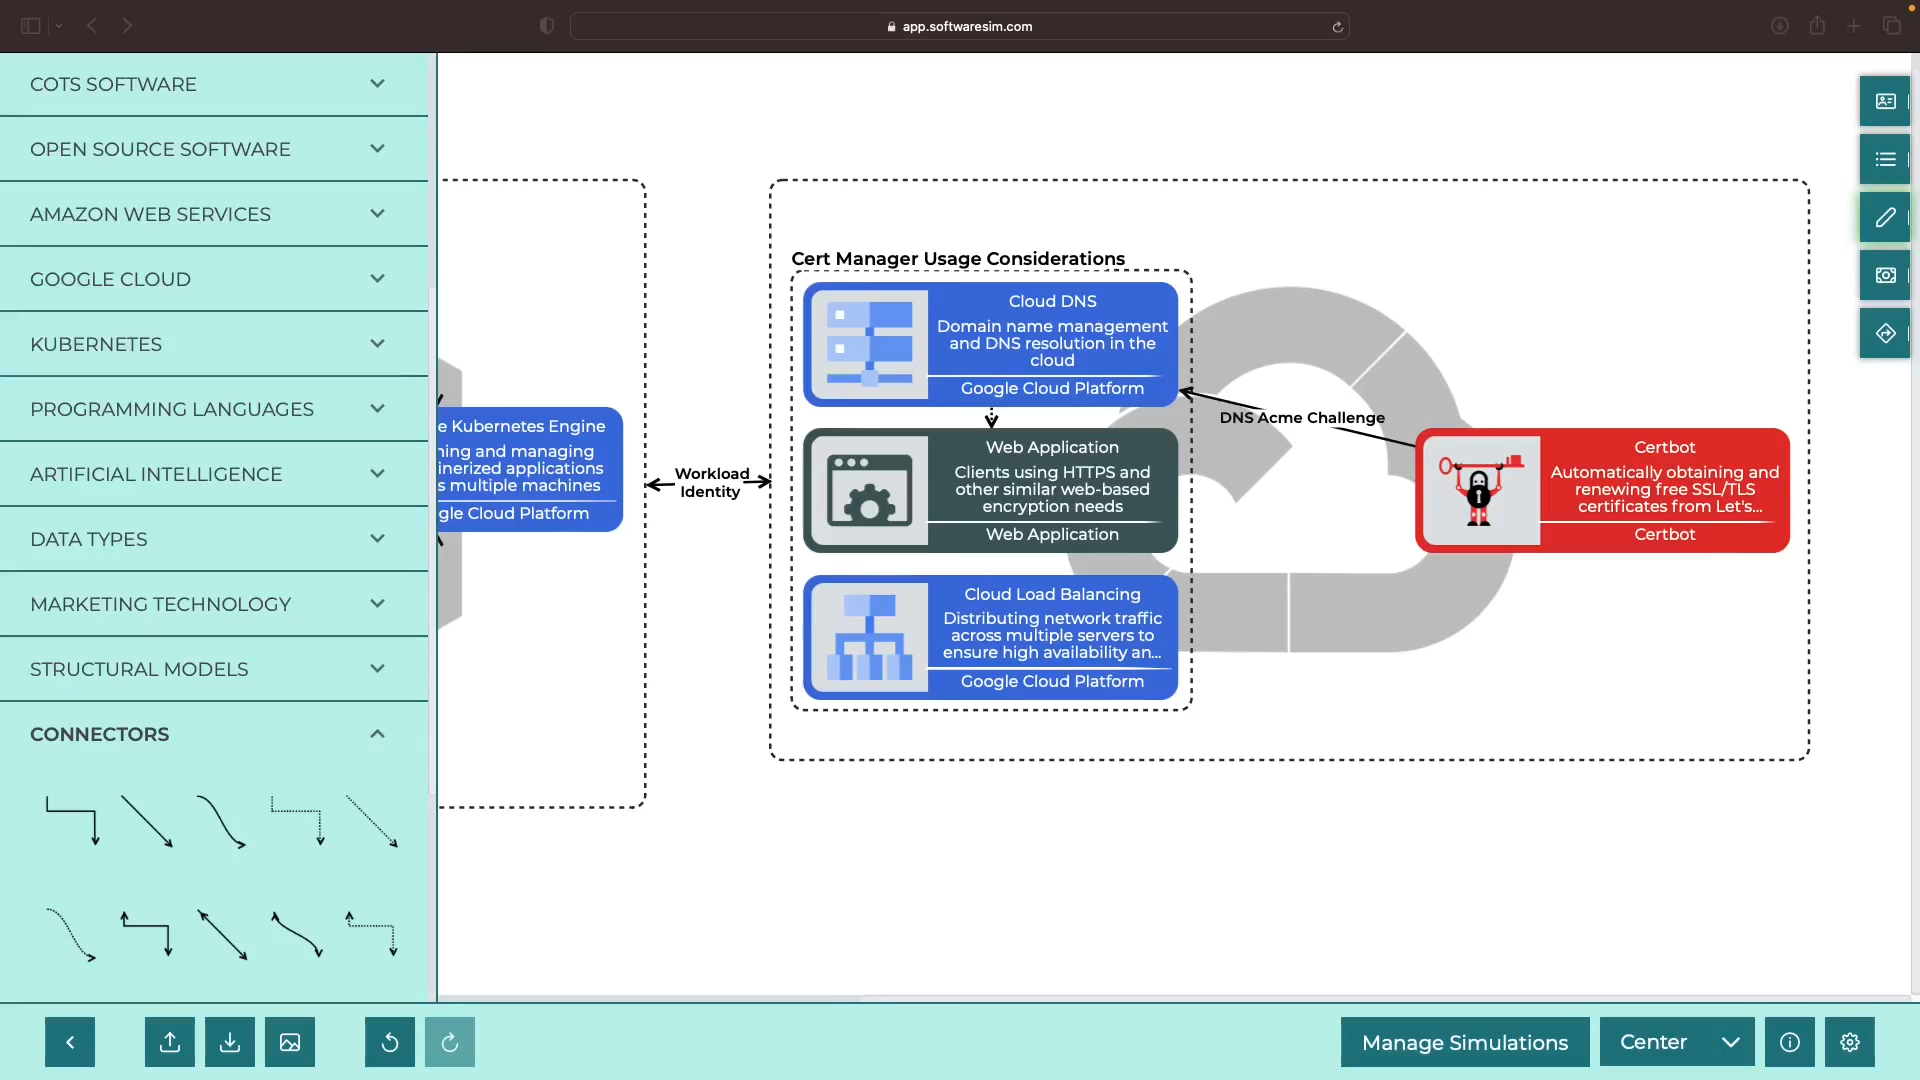 app.softwaresim.com
COTS SOFTWARE
OPEN SOURCE SOFTWARE
AMAZON WEB SERVICES
GOOGLE CLOUD
KUBERNETES
PROGRAMMING LANGUAGES
ARTIFICIAL INTELLIGENCE
DATA TYPES
MARKETING TECHNOLOGY
STRUCTURAL MODELS
CONNECTORS
e Kubernetes Engine
ning and managing
inerized applications
s multiple machines
gle Cloud Platform
Workload
Identity
Cert Manager Usage Considerations
Cloud DNS
Domain name management
and DNS resolution in the
cloud
Google Cloud Platform
Web Application
Clients using HTTPS and
other similar web-based
encryption needs
Web Application
Cloud Load Balancing
Distributing network traffic
across multiple servers to
ensure high availability an...
Google Cloud Platform
DNS Acme Challenge
Certbot
Automatically obtaining and
renewing free SSL/TLS
certificates from Let's...
Certbot
Manage Simulations
Center